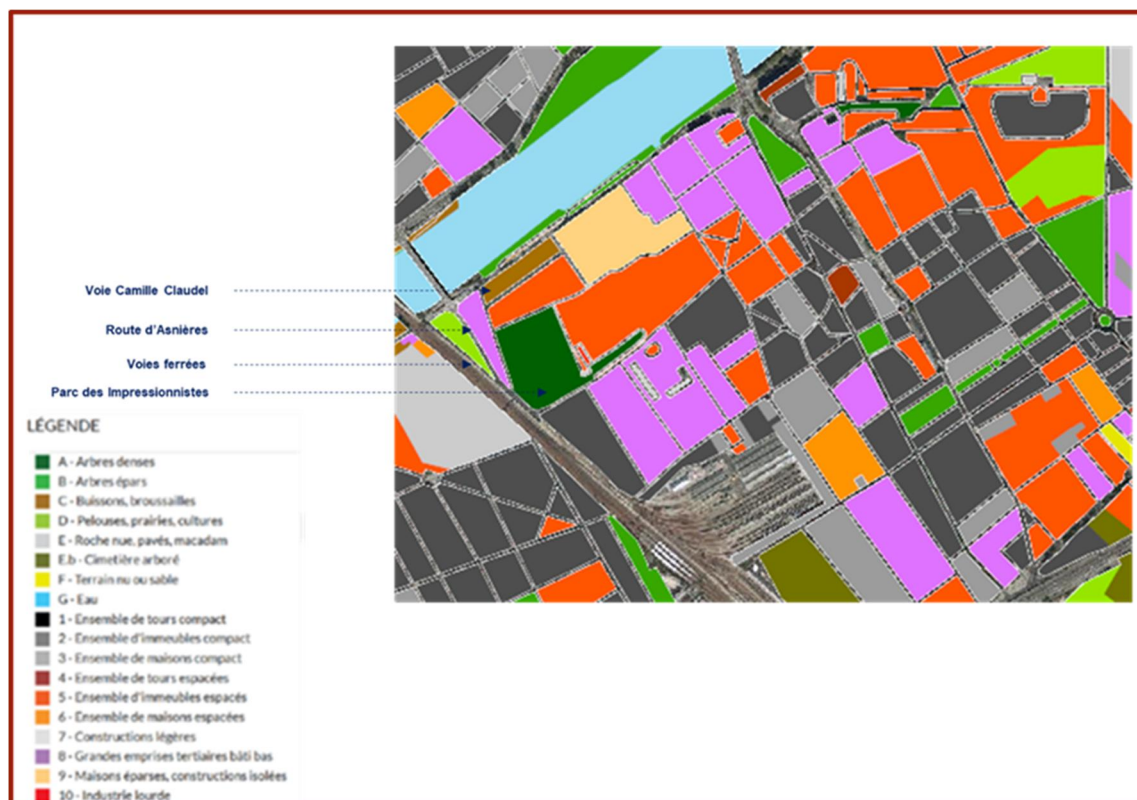 Voie Camille Claudel
Route d'Asnières
Voies ferrées
Parc des Impressionnistes
LÉGENDE
A - Arbres denses
B - Arbres épars
C - Buissons, broussailles
D - Pelouses, prairies, cultures
E - Roche nue, pavés, macadam
E.b - Cimetière arboré
F - Terrain nu ou sable
G - Eau
1 - Ensemble de tours compact
2 - Ensemble d'immeubles compact
3 - Ensemble de maisons compact
4 - Ensemble de tours espacées
5 - Ensemble d'immeubles espacés
6 - Ensemble de maisons espacées
7 - Constructions légères
8 - Grandes emprises tertiaires bâti bas
9 - Maisons éparses, constructions isolées
10 - Industrie lourde